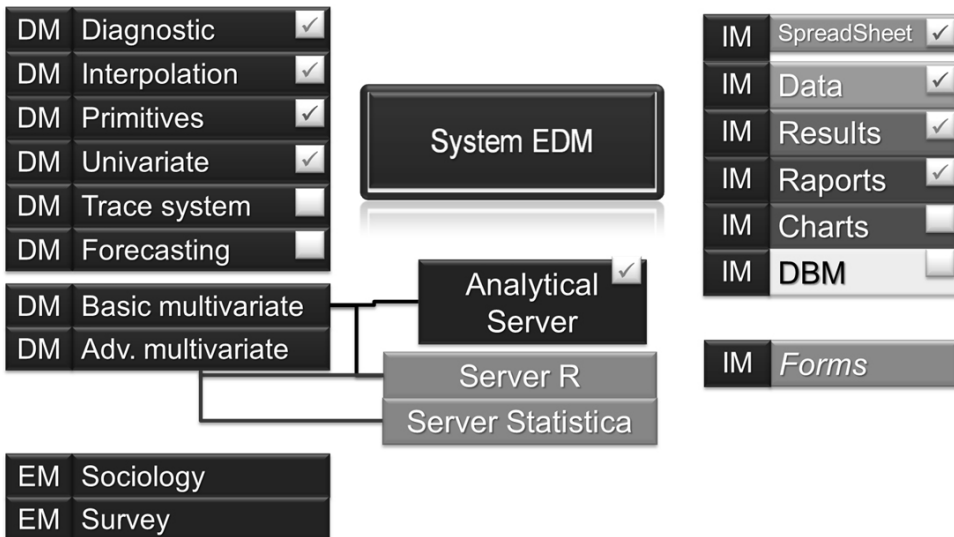 DM Diagnostic
DM Interpolation
DM Primitives
DM Univariate
DM Trace system
DM Forecasting
DM Basic multivariate
DM Adv. multivariate
EM Sociology
EM Survey
System EDM
Analytical
Server
Server R
Server Statistica
IM SpreadSheet
IM Data
IM Results
IM Raports
IM Charts
IM DBM
IM Forms